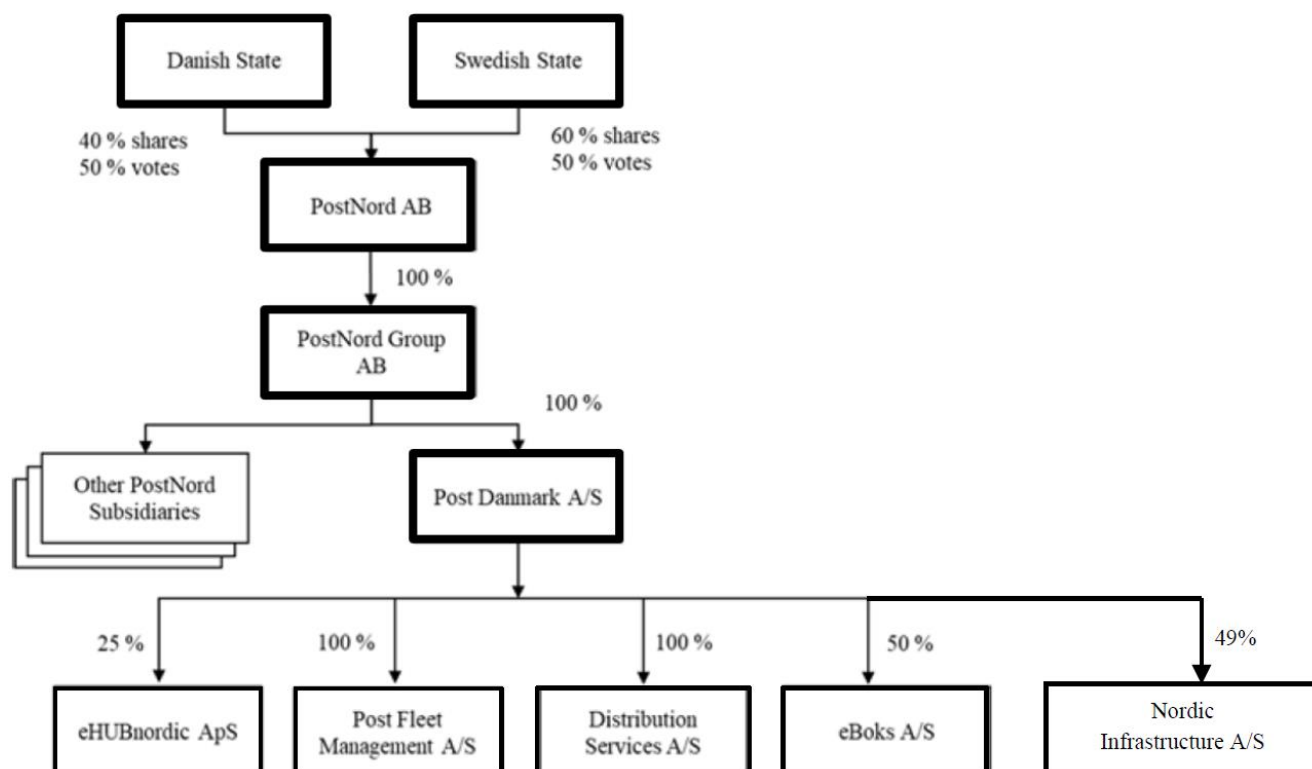 Danish State
Swedish State
40 % shares
50 % votes
60 % shares
50 % votes
PostNord AB
100 %
PostNord Group
AB
100 %
Other PostNord
Subsidiaries
Post Danmark A/S
25 %
100 %
100 %
50 %
49%
eHUBnordic ApS
Post Fleet
Management A/S
Distribution
Services A/S
eBoks A/S
Nordic
Infrastructure A/S